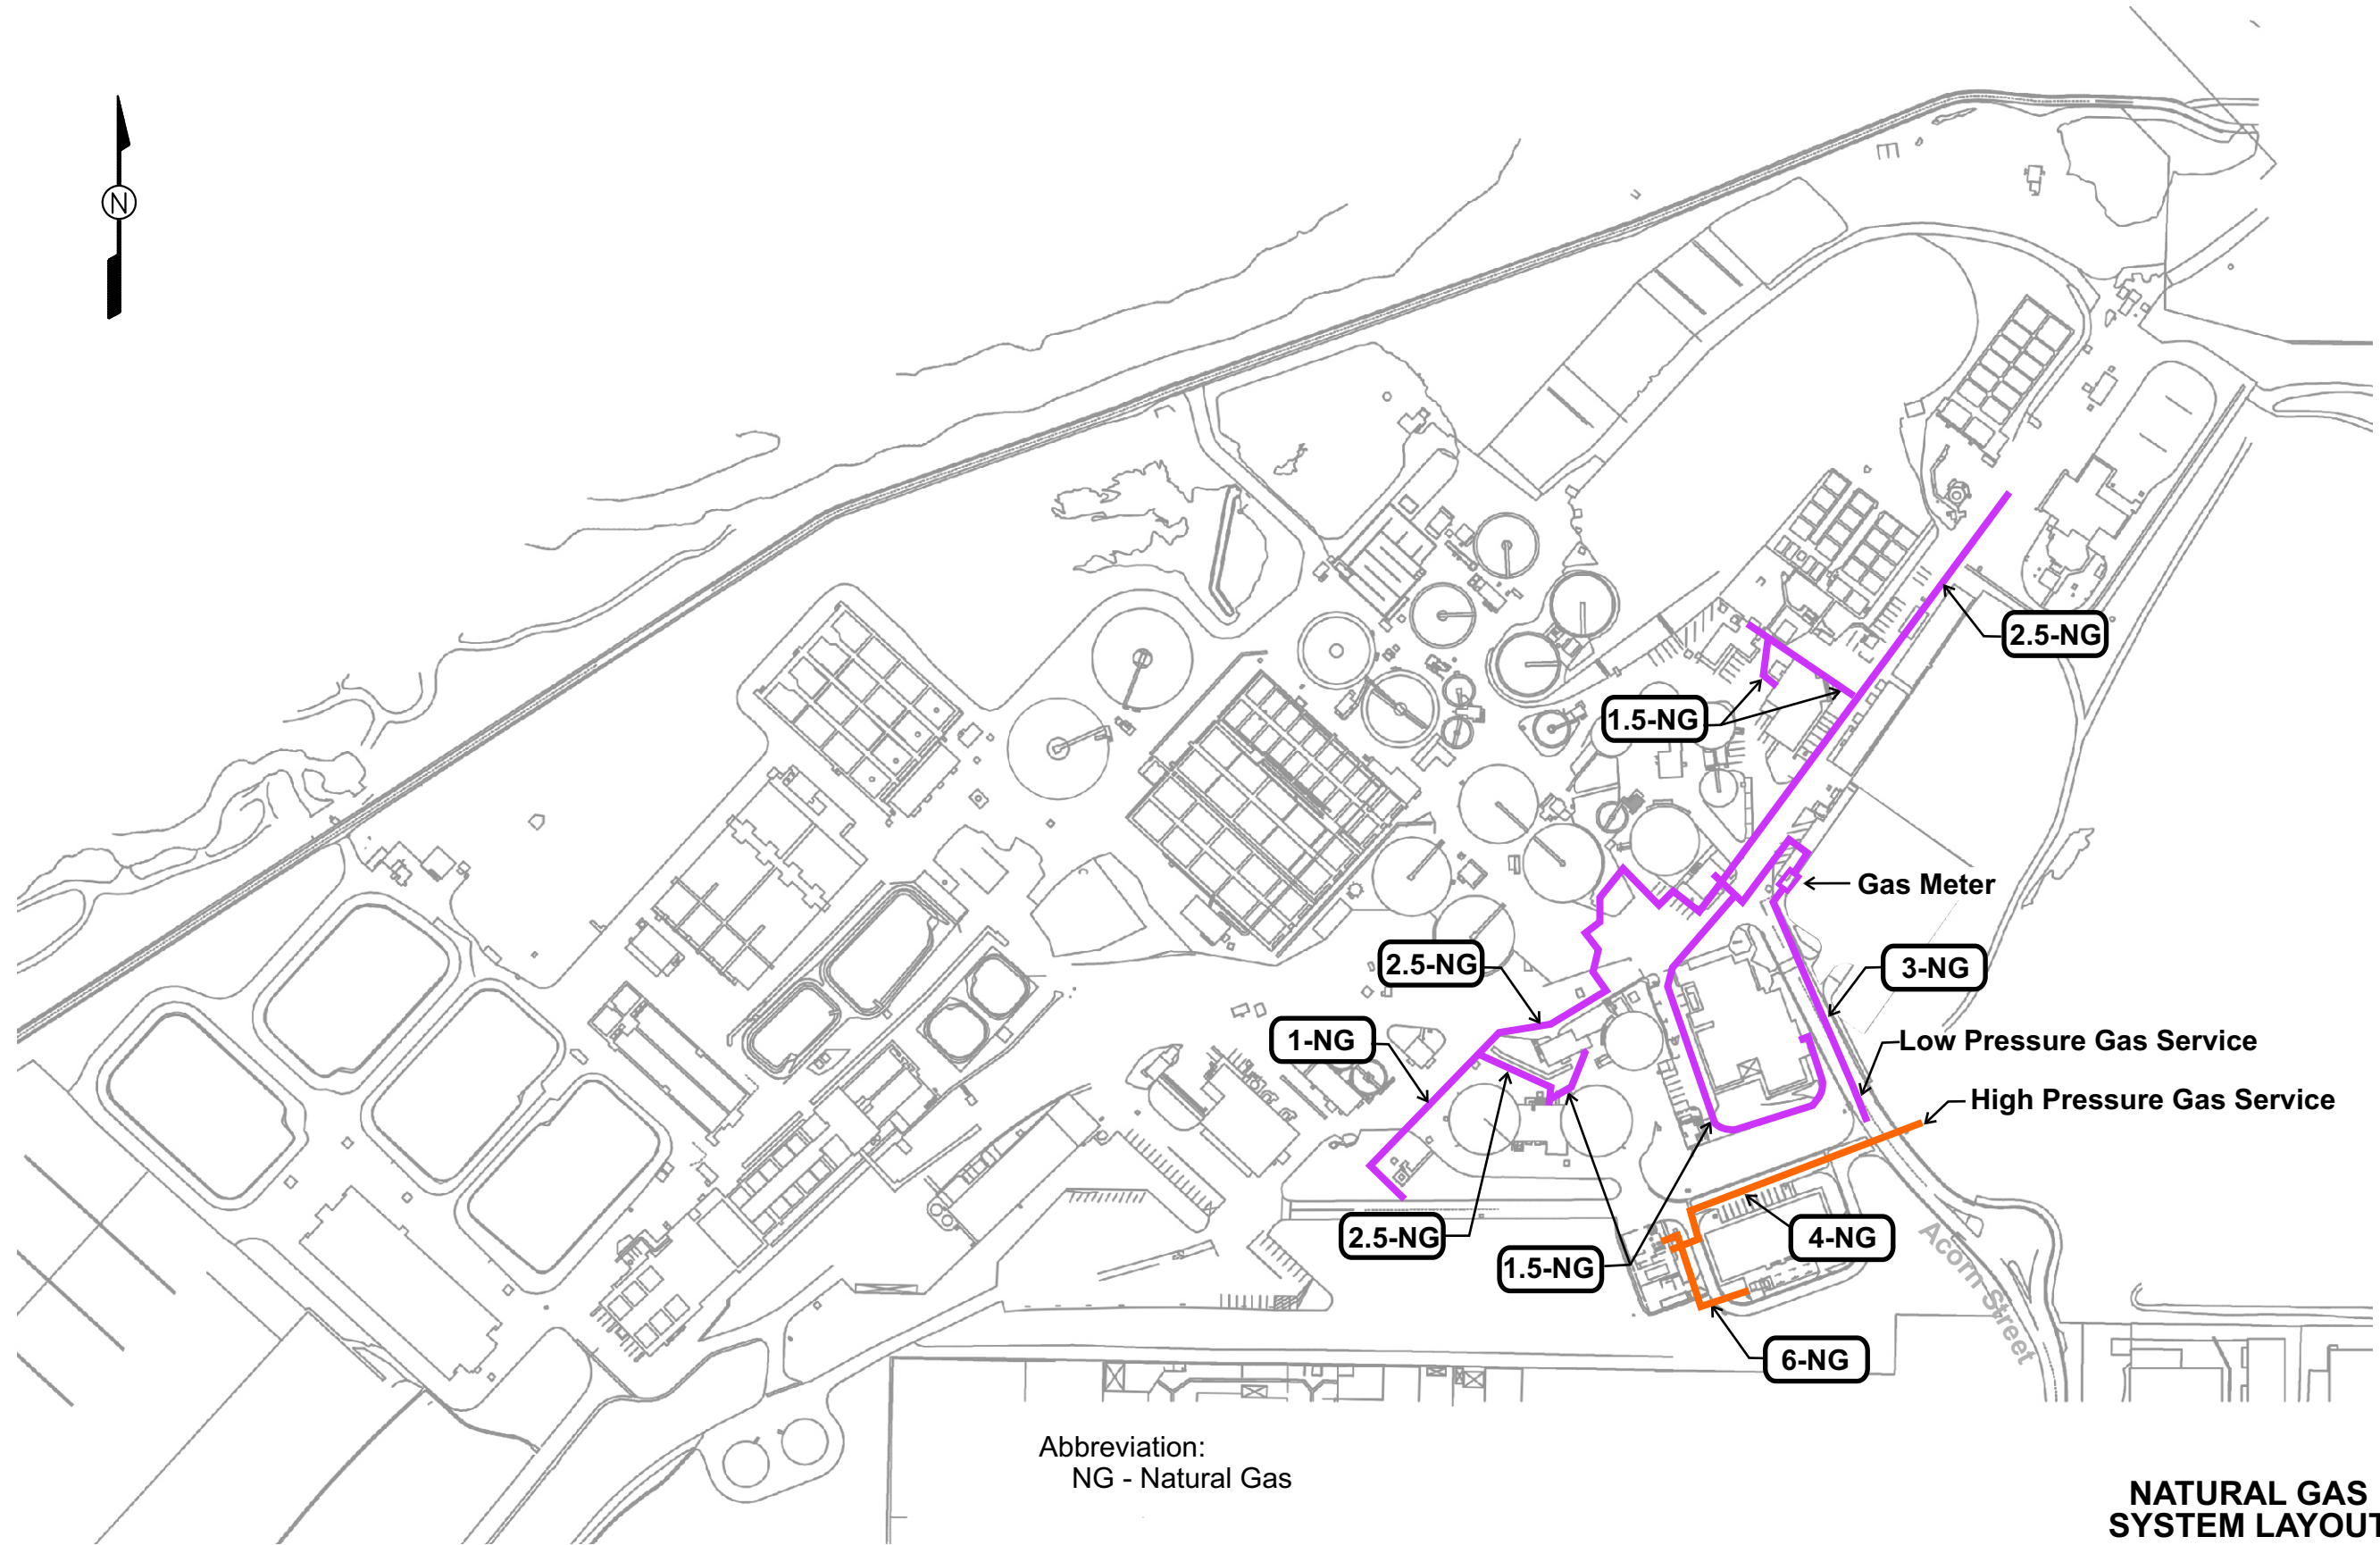 N
2.5-NG
1.5-NG
Gas Meter
2.5-NG
3-NG
1-NG
Low Pressure Gas Service
High Pressure Gas Service
2.5-NG
4-NG
1.5-NG
Acorn Street
6-NG
Abbreviation:
NG - Natural Gas
NATURAL GAS
SYSTEM LAYOUT